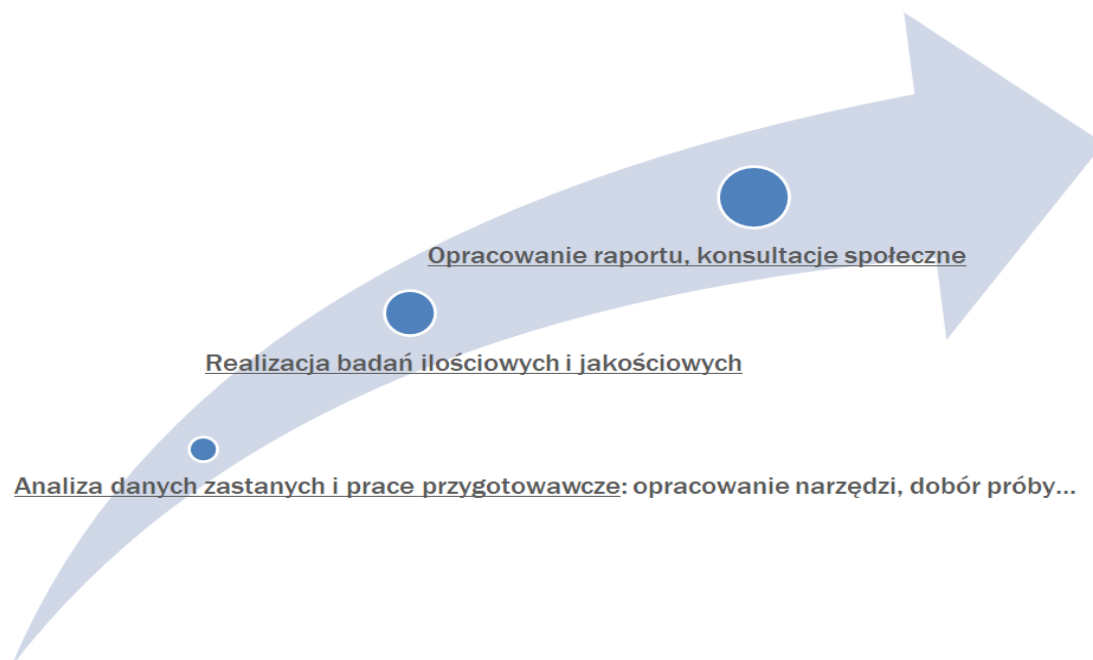 Opracowanie raportu, konsultacje społeczne
Realizacja badań ilościowych i jakościowych
Analiza danych zastanych i prace przygotowawcze: opracowanie narzędzi, dobór próby...